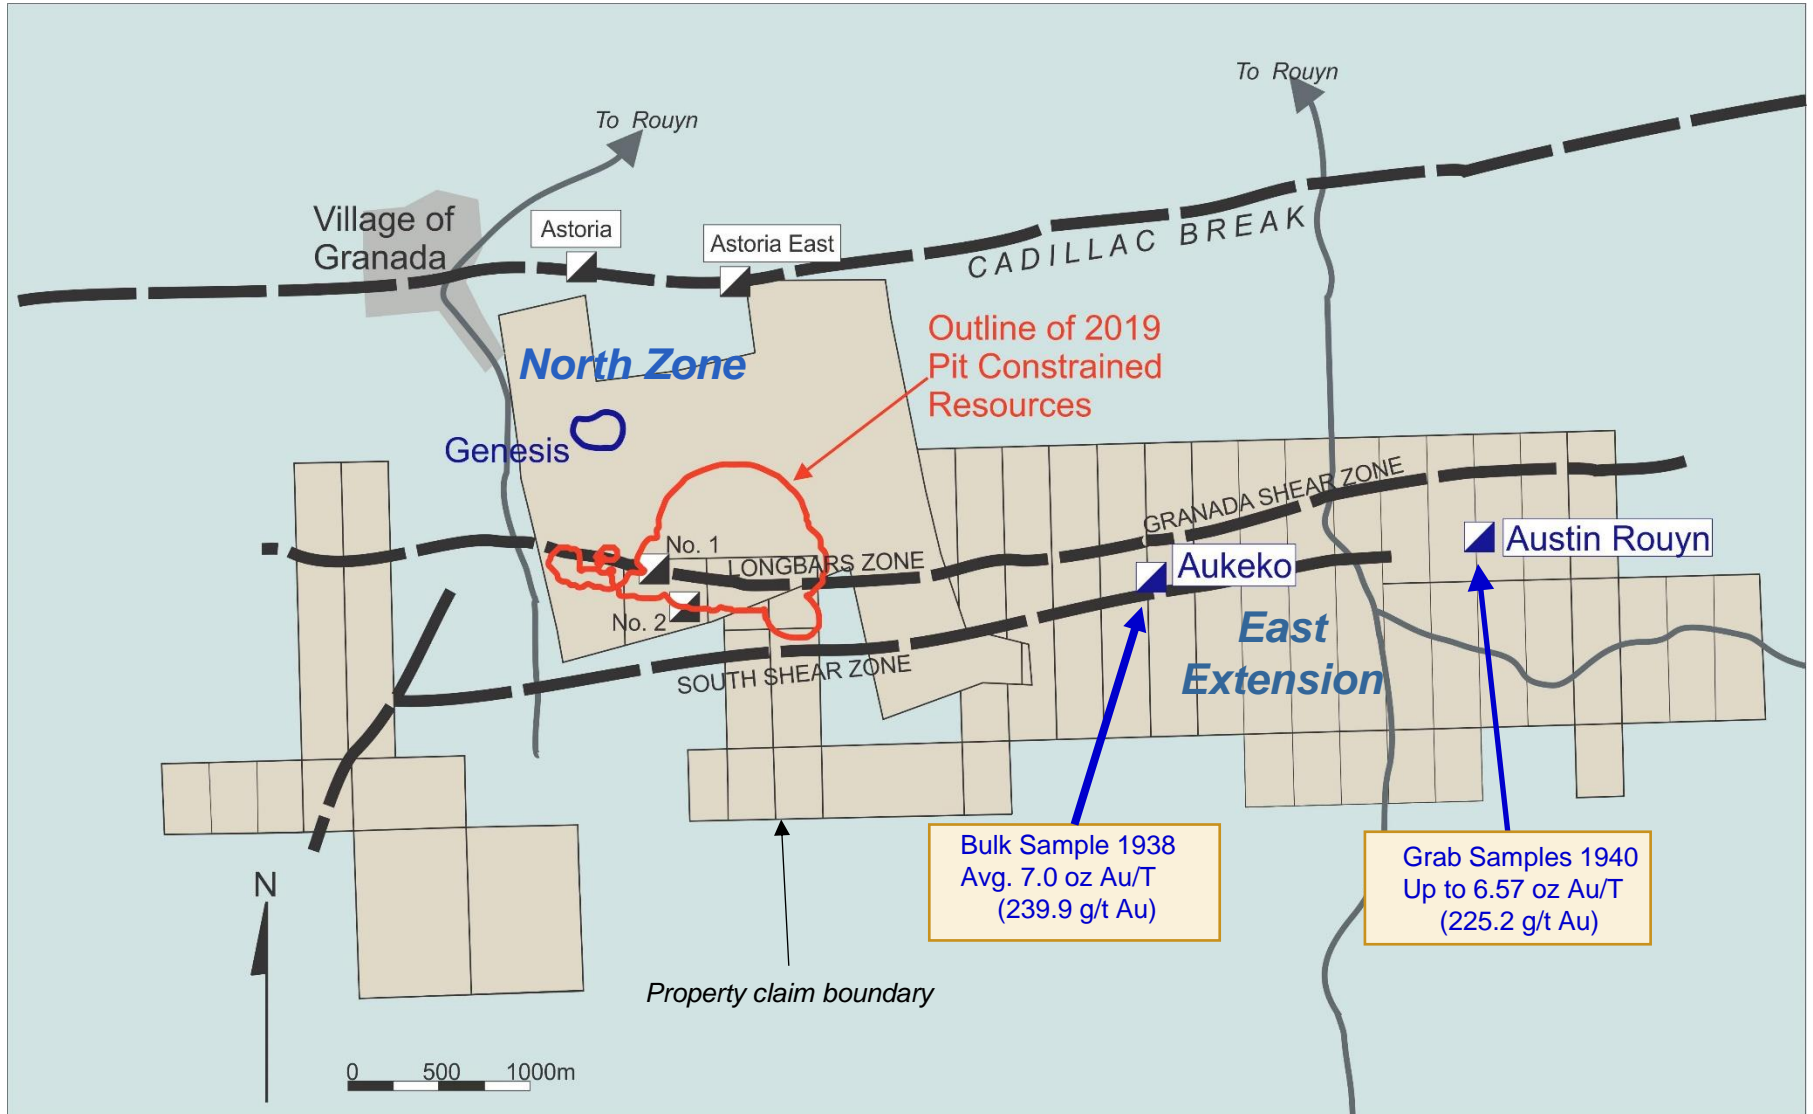 To Rouyn
To Rouyn
Village of
Granada
Astoria
Astoria East
CADILLAC BREAK
North Zone
Outline of 2019
Pit Constrained
Resources
Genesis
GRANADA SHEAR ZONE
No. 1
LONGBARS ZONE
Austin Rouyn
Aukeko
No. 2
East
Extension
SOUTH SHEAR ZONE
Bulk Sample 1938
Avg. 7.0 oz Au/T
(239.9 g/t Au)
Grab Samples 1940
Up to 6.57 oz Au/T
(225.2 g/t Au)
N
Property claim boundary
0 500 1000m